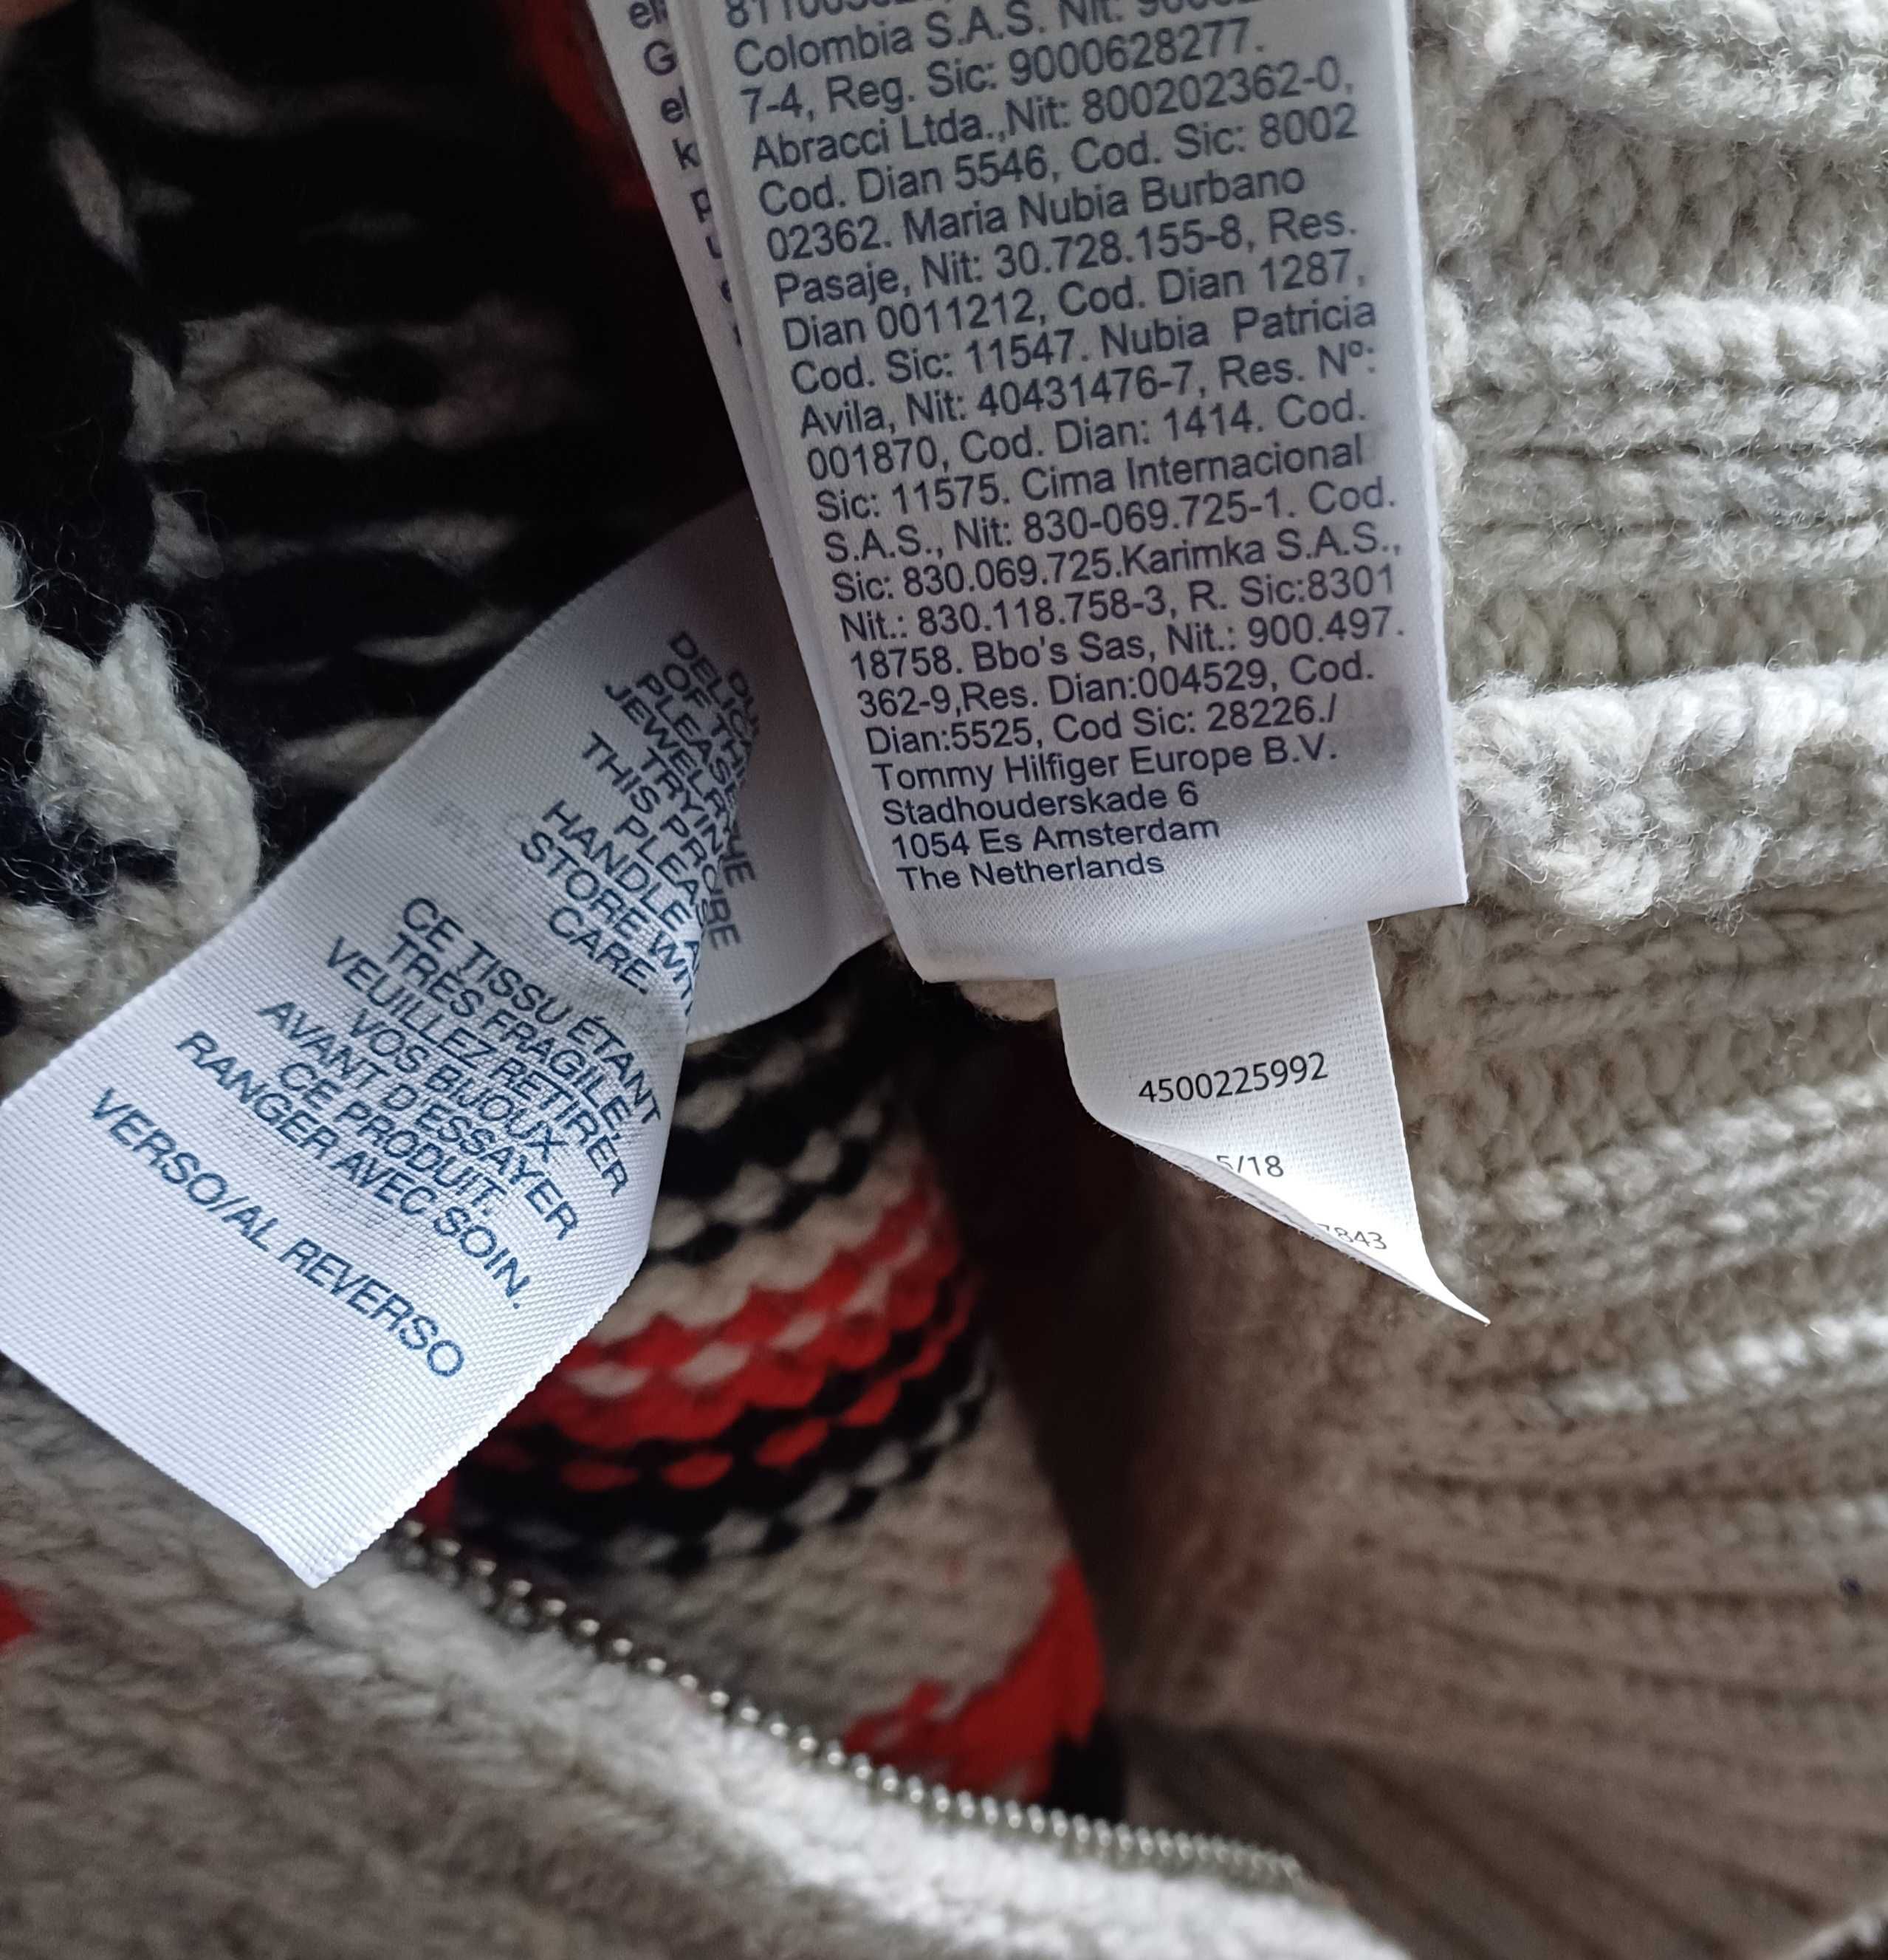 Colombia S.A.S. Nit:
7-4, Reg. Sic: 9000628277.
Abracci Ltda.,Nit: 800202362-0,
Cod. Dian 5546, Cod. Sic: 8002
02362. Maria Nubia Burbano
Pasaje, Nit: 30.728.155-8, Res.
Dian 0011212, Cod. Dian 1287,
Cod. Sic: 11547. Nubia Patricia
Avila, Nit: 40431476-7, Res. Nº:
001870, Cod. Dian: 1414. Cod.
Sic: 11575. Cima Internacional
S.A.S., Nit: 830-069.725-1. Cod.
Sic: 830.069.725.Karimka S.A.S.,
Nit.: 830.118.758-3, R. Sic:8301
18758. Bbo's Sas, Nit.: 900.497.
362-9,Res. Dian:004529, Cod.
Dian:5525, Cod Sic: 28226./
Tommy Hilfiger Europe B.V.
Stadhouderskade 6
1054 Es Amsterdam
The Netherlands
OF
PLEASE
THIS
HANDLE
STORE
CARE.
CE TISSU ÉTANT
TRÈS FRAGILE,
VEUILLEZ RETIRER
VOS BIJOUX
AVANT D'ESSAYER
CE PRODUIT.
RANGER AVEC SOIN.
VERSO/AL REVERSO
4500225992
5/18
7843